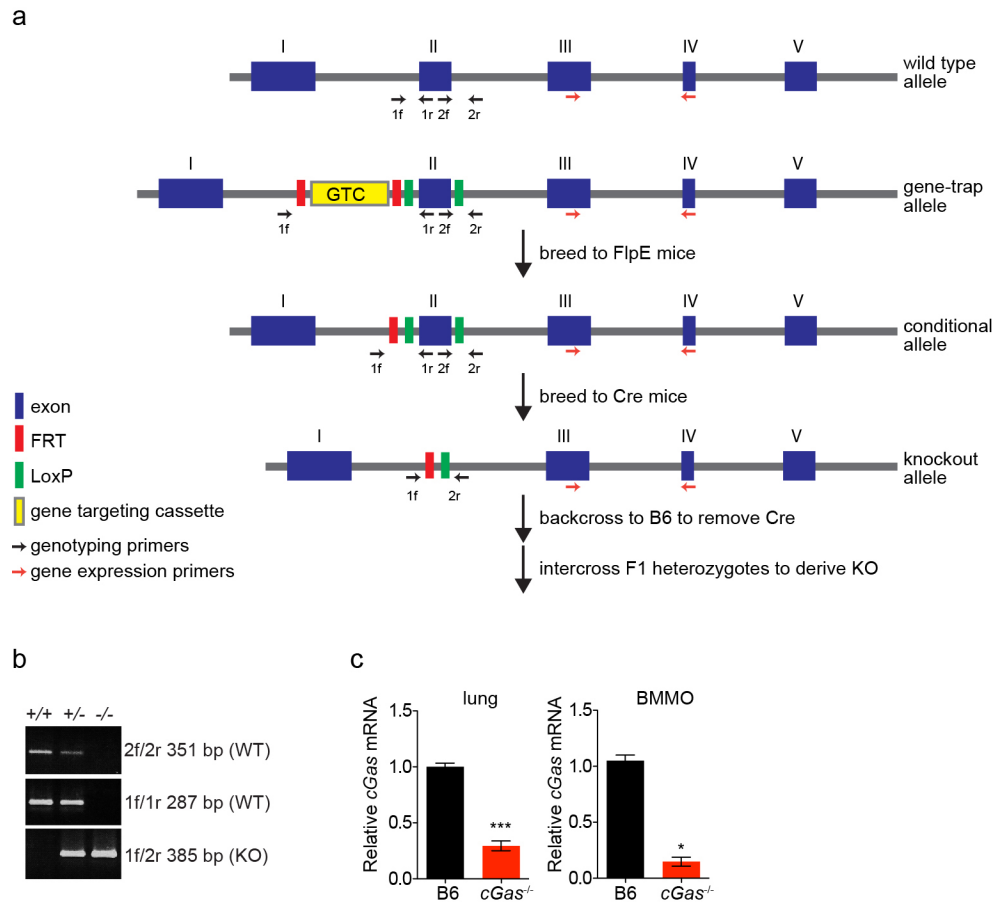 a
I II III IV V
wild type
allele
1f 1r 2f 2r
I II III IV V
GTC
gene-trap
allele
1f 1r 2f 2r
breed to FlpE mice
I II III IV V
conditional
allele
1f 1r 2f 2r
breed to Cre mice
exon
FRT
LoxP
gene targeting cassette
genotyping primers
gene expression primers
I III IV V
knockout
allele
1f 2r
backcross to B6 to remove Cre
intercross F1 heterozygotes to derive KO
b
+/+ +/- -/-
2f/2r 351 bp (WT)
1f/1r 287 bp (WT)
1f/2r 385 bp (KO)
c
lung
Relative cGas mRNA
1.5
1.0
0.5
0.0
***
B6 cGas-/-
BMMO
Relative cGas mRNA
1.5
1.0
0.5
0.0
*
B6 cGas-/-